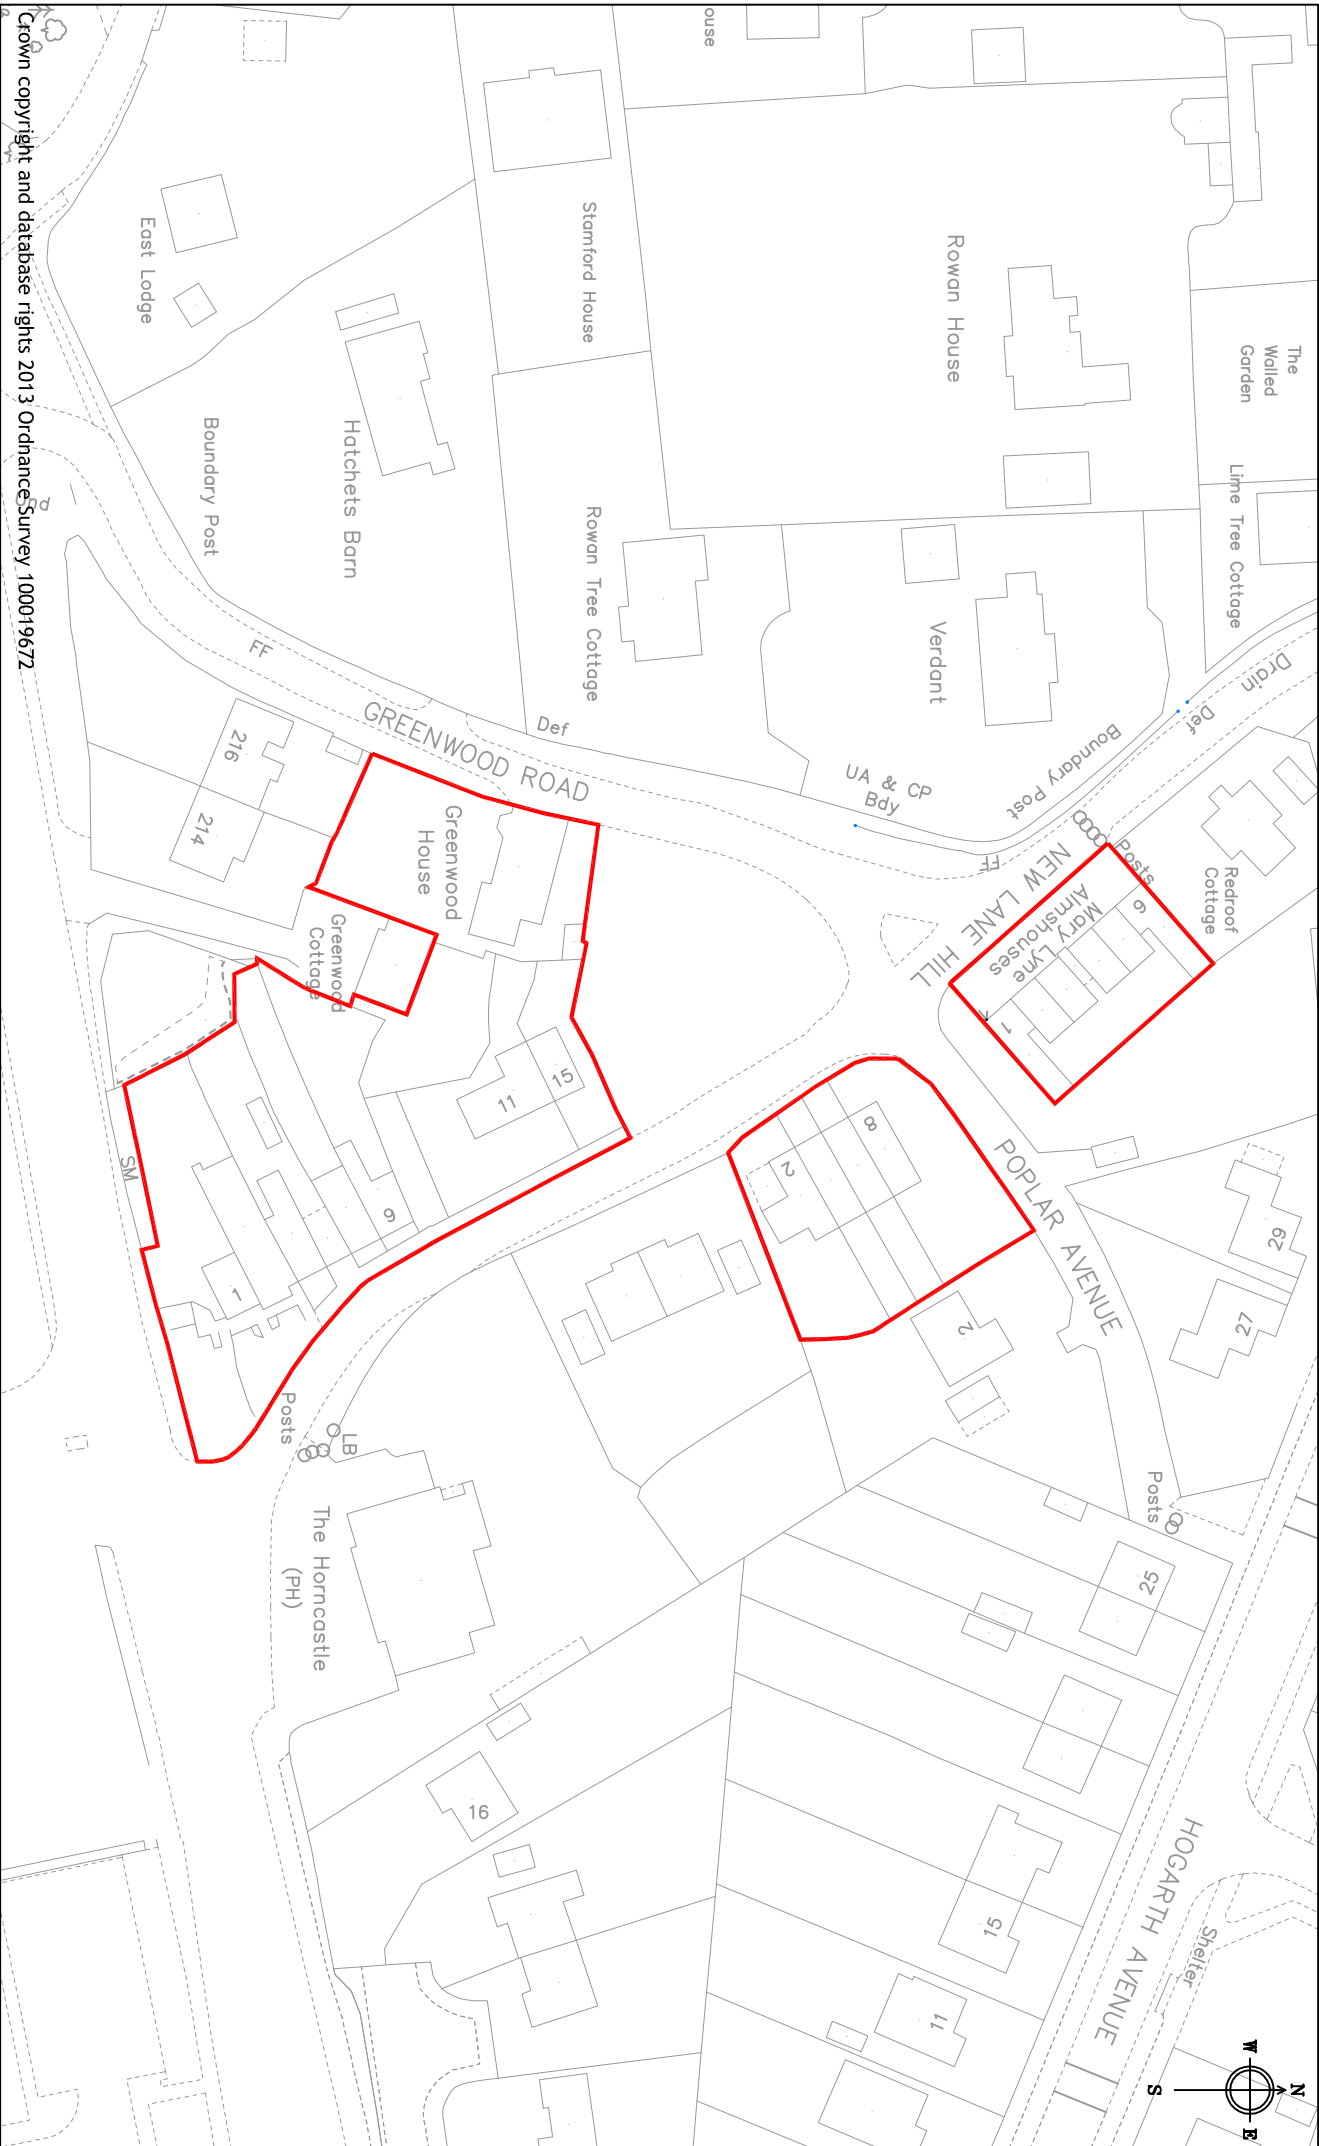 ouse
The
Walled
Garden
Rowan House
Stamford House
East Lodge
Lime Tree Cottage
Hatchets Barn
Boundary Post
Rowan Tree Cottage
Verdant
Drain
Def
Boundary Post
FF
GREENWOOD ROAD
Def
UA & CP
Bdy
FF
NEW LANE HILL
Posts
Redroof
Cottage
6
Mary Lyne
Almshouses
1
216
214
Greenwood
House
Greenwood
Cottage
15
11
9
1
SM
8
2
POPLAR AVENUE
2
29
27
Posts
LB
Posts
The Horncastle
(PH)
25
16
15
11
HOGARTH AVENUE
Shelter
N
W
E
S
Crown copyright and database rights 2013 Ordnance Survey 100019672